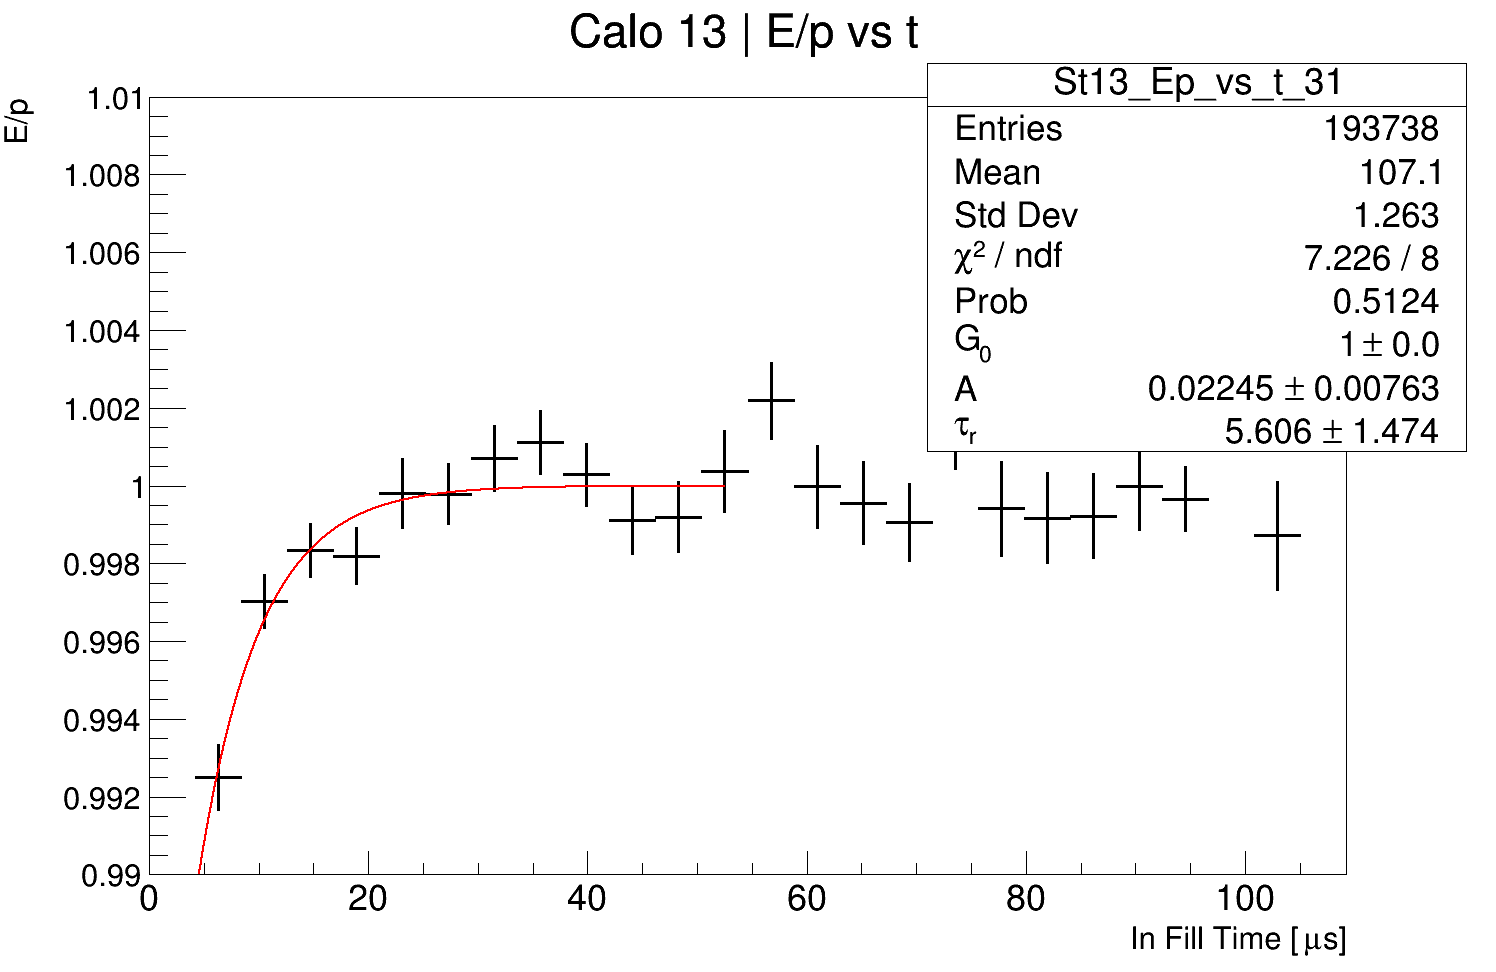 Calo 13 | E/p vs t
E/p
St13_Ep_vs_t_31
Entries 193738
Mean 107.1
Std Dev 1.263
χ² / ndf 7.226 / 8
Prob 0.5124
G₀ 1 ± 0.0
A 0.02245 ± 0.00763
τᵣ 5.606 ± 1.474
1.01
1.008
1.006
1.004
1.002
1
0.998
0.996
0.994
0.992
0.99
0 20 40 60 80 100
In Fill Time [μs]